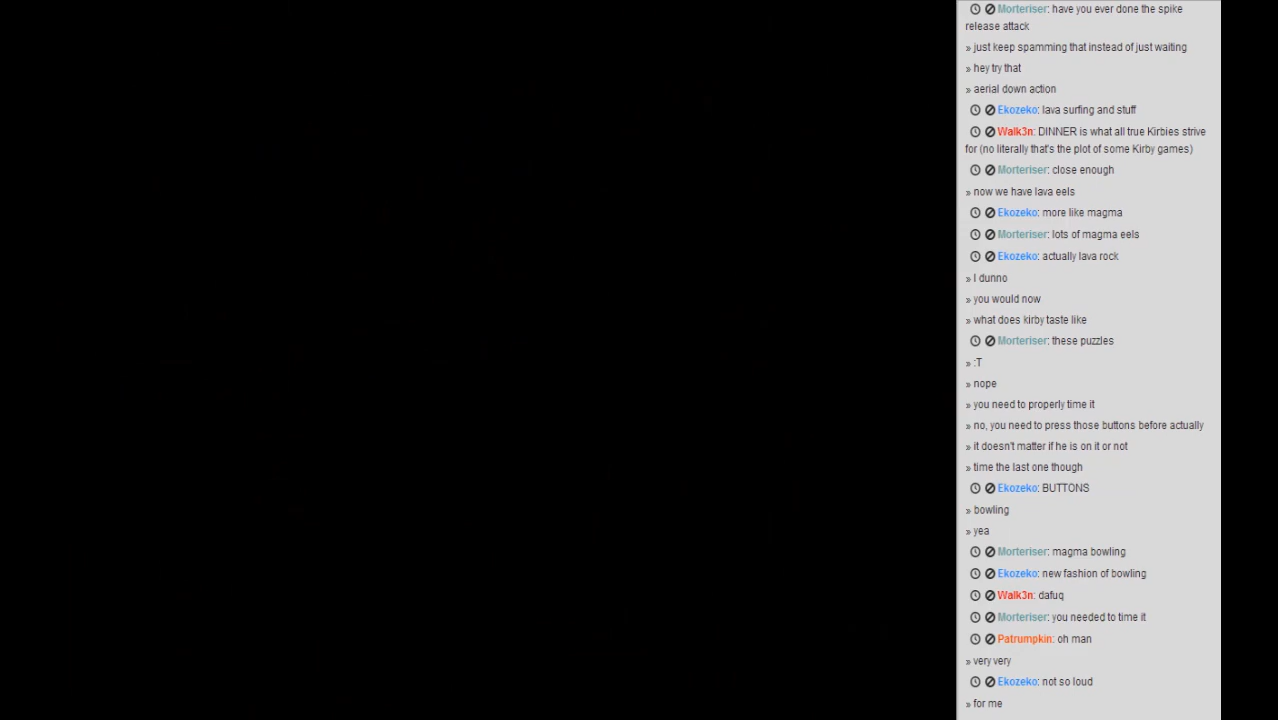 Morteriser: have you ever done the spike
release attack
» just keep spamming that instead of just waiting
» hey try that
» aerial down action
Ekozeko: lava surfing and stuff
Walk3n: DINNER is what all true Kirbies strive
for (no literally that's the plot of some Kirby games)
Morteriser: close enough
» now we have lava eels
Ekozeko: more like magma
Morteriser: lots of magma eels
Ekozeko: actually lava rock
» I dunno
» you would now
» what does kirby taste like
Morteriser: these puzzles
» :T
» nope
» you need to properly time it
» no, you need to press those buttons before actually
» it doesn't matter if he is on it or not
» time the last one though
Ekozeko: BUTTONS
» bowling
» yea
Morteriser: magma bowling
Ekozeko: new fashion of bowling
Walk3n: dafuq
Morteriser: you needed to time it
Patrumpkin: oh man
» very very
Ekozeko: not so loud
» for me